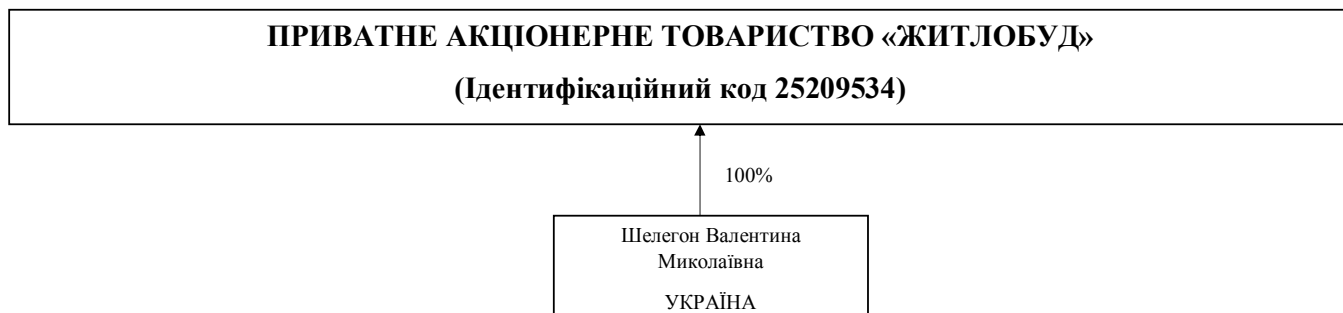 ПРИВАТНЕ АКЦІОНЕРНЕ ТОВАРИСТВО «ЖИТЛОБУД»
(Ідентифікаційний код 25209534)
100%
Шелегон Валентина
Миколаївна
УКРАЇНА